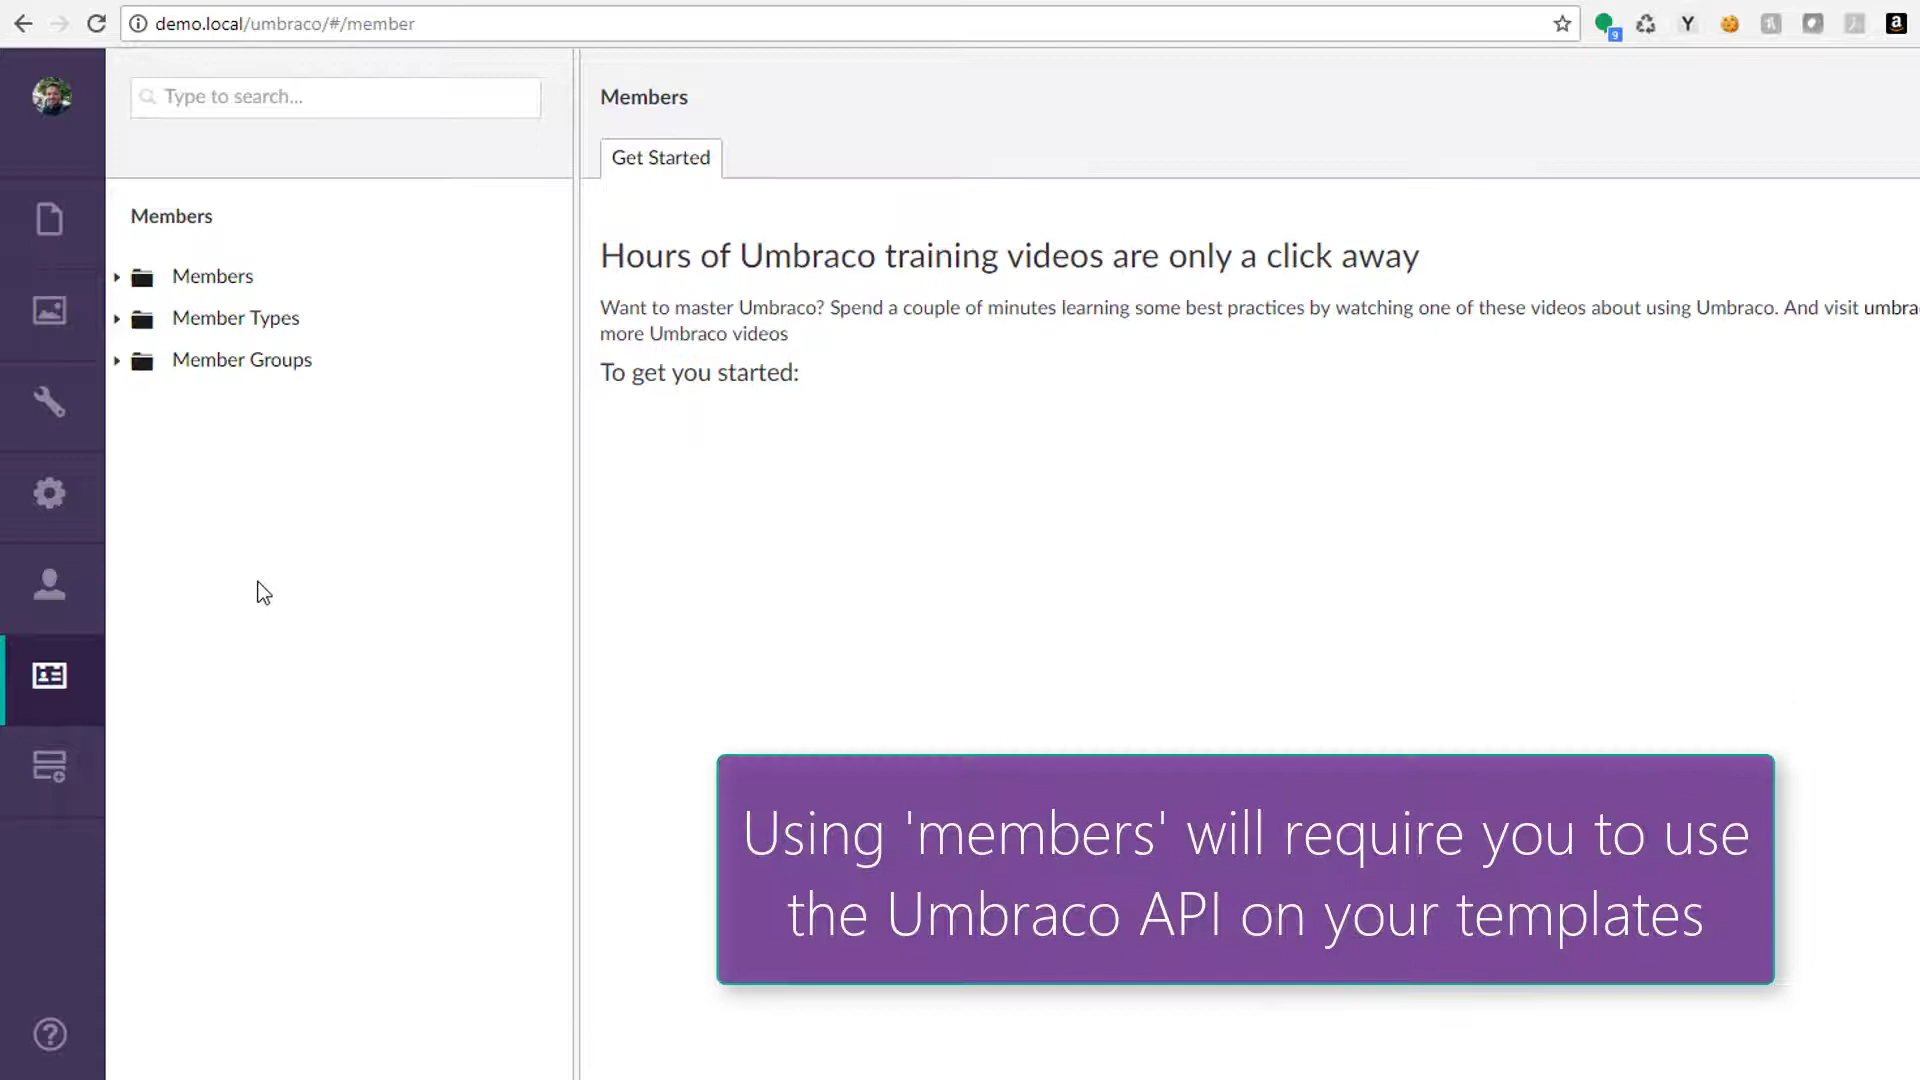 demo.local/umbraco/#/member
9
Y
a
Type to search...
Members
Get Started
Members
Members
Member Types
Member Groups
Hours of Umbraco training videos are only a click away
Want to master Umbraco? Spend a couple of minutes learning some best practices by watching one of these videos about using Umbraco. And visit umbra
more Umbraco videos
To get you started:
Using 'members' will require you to use
the Umbraco API on your templates